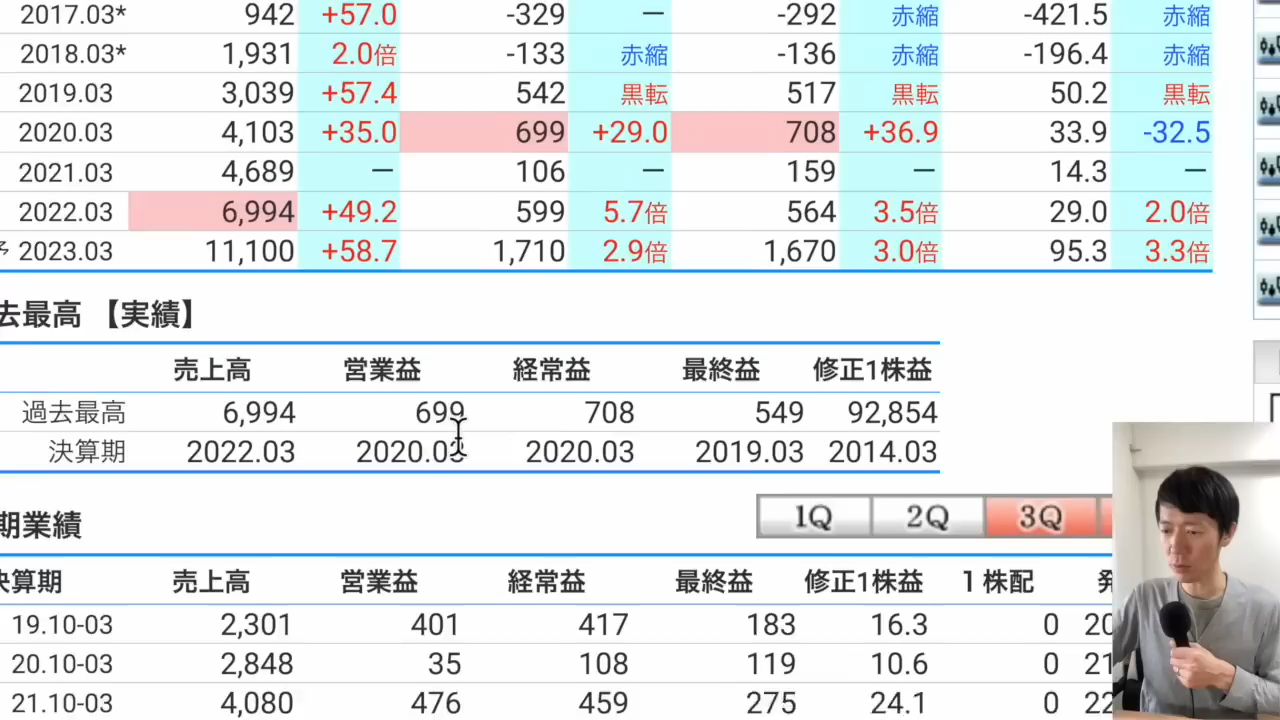 2017.03* 942 +57.0 -329 ー -292 赤縮 -421.5 赤縮
2018.03* 1,931 2.0倍 -133 赤縮 -136 赤縮 -196.4 赤縮
2019.03 3,039 +57.4 542 黒転 517 黒転 50.2 黒転
2020.03 4,103 +35.0 699 +29.0 708 +36.9 33.9 -32.5
2021.03 4,689 ー 106 ー 159 ー 14.3 ー
2022.03 6,994 +49.2 599 5.7倍 564 3.5倍 29.0 2.0倍
予 2023.03 11,100 +58.7 1,710 2.9倍 1,670 3.0倍 95.3 3.3倍
去最高 【実績】
売上高 営業益 経常益 最終益 修正1株益
過去最高 6,994 699 708 549 92,854
決算期 2022.03 2020.03 2020.03 2019.03 2014.03
期業績
1Q 2Q 3Q
決算期 売上高 営業益 経常益 最終益 修正1株益 1株配 発
19.10-03 2,301 401 417 183 16.3 0 20
20.10-03 2,848 35 108 119 10.6 0 21
21.10-03 4,080 476 459 275 24.1 0 22